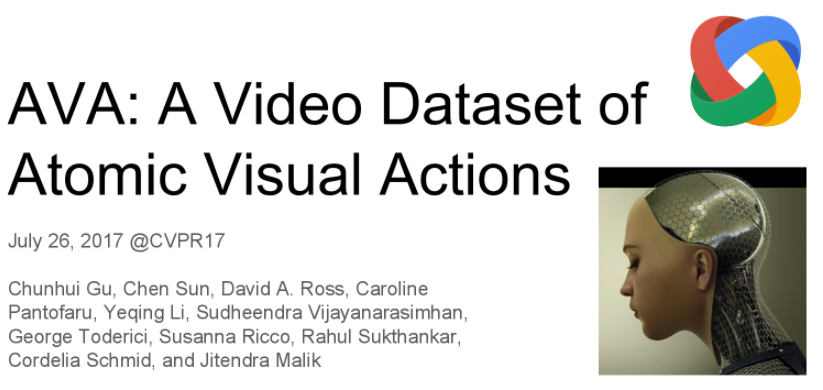 AVA: A Video Dataset of
Atomic Visual Actions
July 26, 2017 @CVPR17
Chunhui Gu, Chen Sun, David A. Ross, Caroline
Pantofaru, Yeqing Li, Sudheendra Vijayanarasimhan,
George Toderici, Susanna Ricco, Rahul Sukthankar,
Cordelia Schmid, and Jitendra Malik